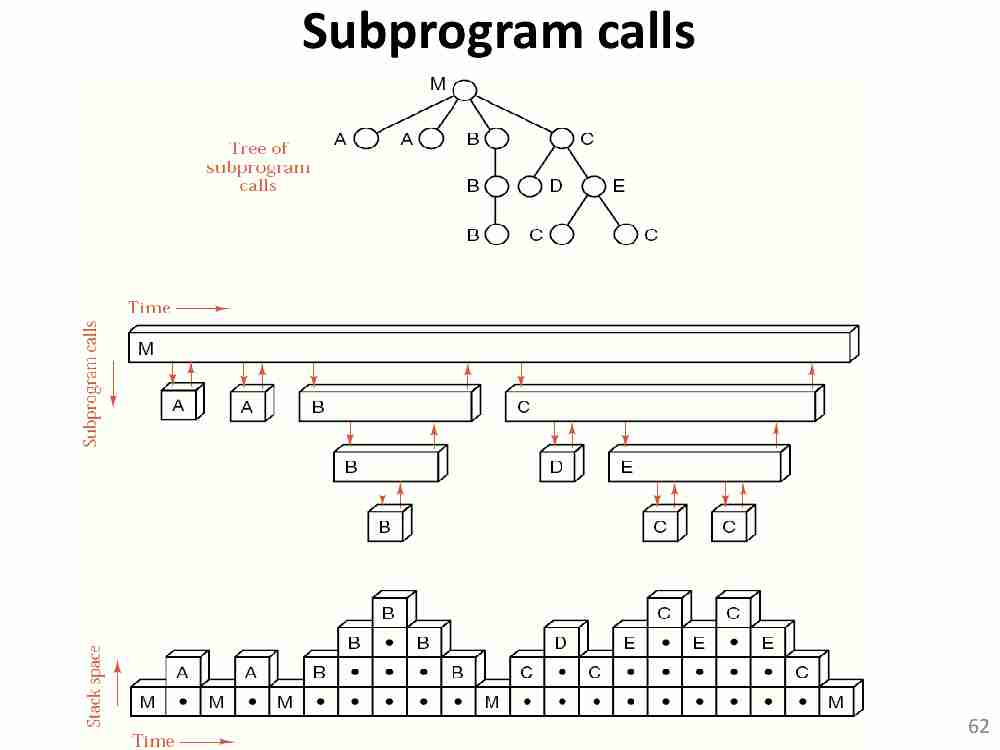 Subprogram calls
M
A A B C
Tree of
subprogram
calls
B D E
B C C
Time
Subprogram calls
M
A A B C
B D E
B C C
B C C
B B D E E E
A A B B C C C
M M M M M
Stack space
Time
62